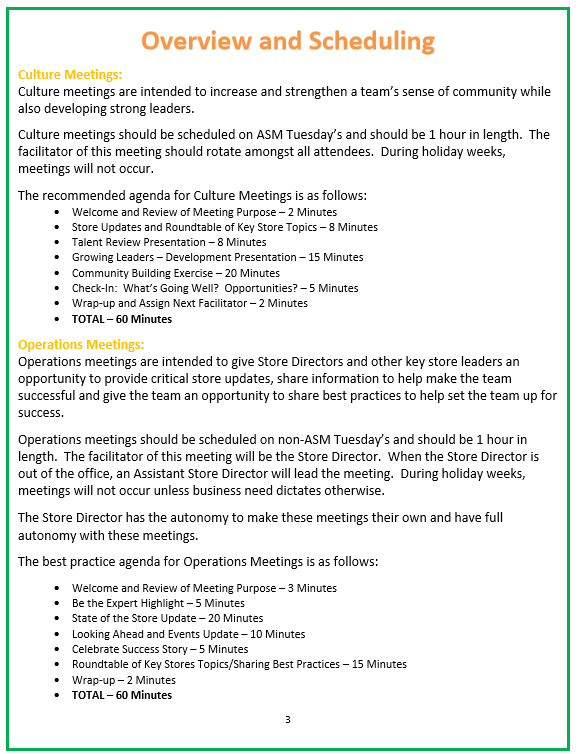 Overview and Scheduling
Culture Meetings:
Culture meetings are intended to increase and strengthen a team's sense of community while
also developing strong leaders.
Culture meetings should be scheduled on ASM Tuesday's and should be 1 hour in length.  The
facilitator of this meeting should rotate amongst all attendees.  During holiday weeks,
meetings will not occur.
The recommended agenda for Culture Meetings is as follows:
• Welcome and Review of Meeting Purpose – 2 Minutes
• Store Updates and Roundtable of Key Store Topics – 8 Minutes
• Talent Review Presentation – 8 Minutes
• Growing Leaders – Development Presentation – 15 Minutes
• Community Building Exercise – 20 Minutes
• Check-In:  What's Going Well?  Opportunities? – 5 Minutes
• Wrap-up and Assign Next Facilitator – 2 Minutes
• TOTAL – 60 Minutes
Operations Meetings:
Operations meetings are intended to give Store Directors and other key store leaders an
opportunity to provide critical store updates, share information to help make the team
successful and give the team an opportunity to share best practices to help set the team up for
success.
Operations meetings should be scheduled on non-ASM Tuesday's and should be 1 hour in
length.  The facilitator of this meeting will be the Store Director.  When the Store Director is
out of the office, an Assistant Store Director will lead the meeting.  During holiday weeks,
meetings will not occur unless business need dictates otherwise.
The Store Director has the autonomy to make these meetings their own and have full
autonomy with these meetings.
The best practice agenda for Operations Meetings is as follows:
• Welcome and Review of Meeting Purpose – 3 Minutes
• Be the Expert Highlight – 5 Minutes
• State of the Store Update – 20 Minutes
• Looking Ahead and Events Update – 10 Minutes
• Celebrate Success Story – 5 Minutes
• Roundtable of Key Stores Topics/Sharing Best Practices – 15 Minutes
• Wrap-up – 2 Minutes
• TOTAL – 60 Minutes
3